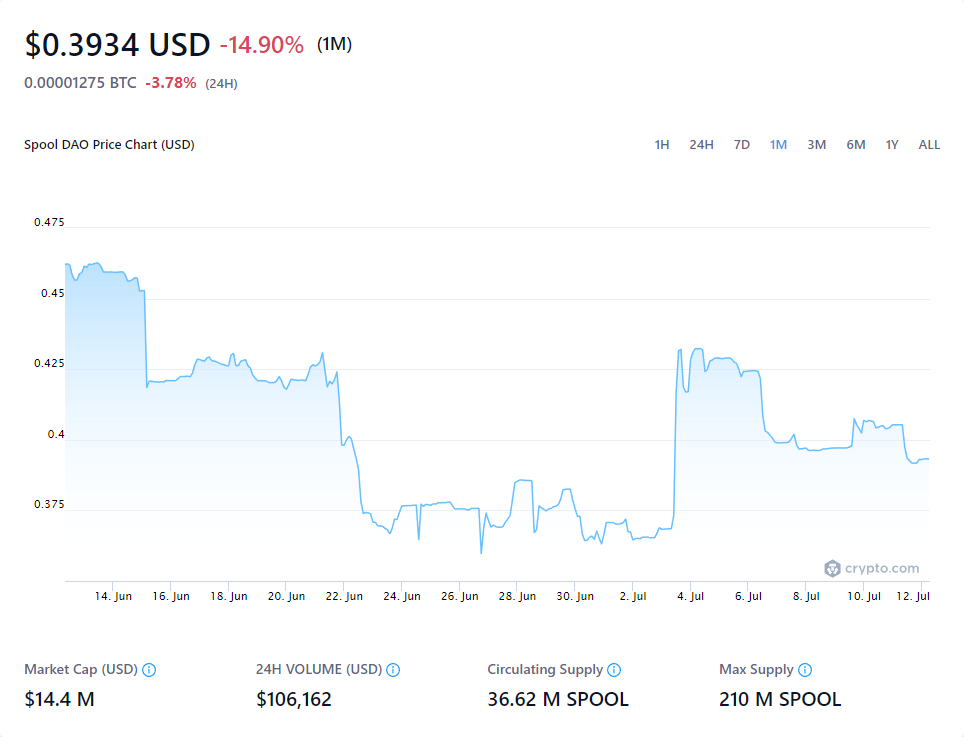 $0.3934 USD -14.90% (1M)
0.00001275 BTC -3.78% (24H)
Spool DAO Price Chart (USD) 1H 24H 7D 1M 3M 6M 1Y ALL
0.475
0.45
0.425
0.4
0.375
crypto.com
14. Jun 16. Jun 18. Jun 20. Jun 22. Jun 24. Jun 26. Jun 28. Jun 30. Jun 2. Jul 4. Jul 6. Jul 8. Jul 10. Jul 12. Jul
Market Cap (USD) 24H VOLUME (USD) Circulating Supply Max Supply
$14.4 M $106,162 36.62 M SPOOL 210 M SPOOL